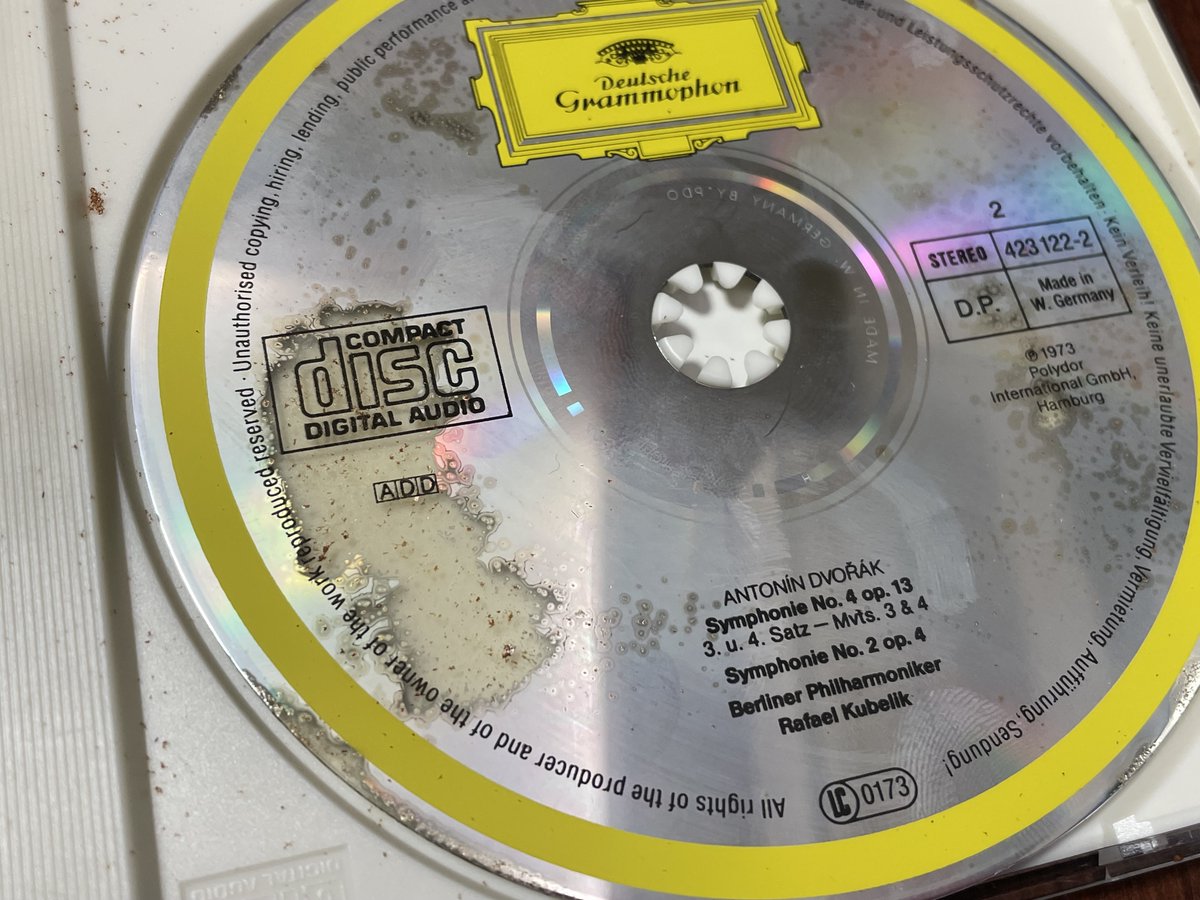 Deutsche
Grammophon
Unauthorised copying, hiring, lending, public performance
und Leistungsschutzrechte vorbehalten. Kein Verleih! Keine unerlaubte Vervielfältigung, Vermietung, Aufführung, Sendung!
MADE IN W. GERMANY BY PDO
2
STEREO
423 122-2
D.P.
Made in
W. Germany
℗ 1973
Polydor
International GmbH,
Hamburg
COMPACT
disc
DIGITAL AUDIO
ADD
ANTONÍN DVOŘÁK
Symphonie No. 4 op. 13
3. u. 4. Satz – Mvts. 3 & 4
Symphonie No. 2 op. 4
Berliner Philharmoniker
Rafael Kubelik
LC 0173
All rights of the producer and of the owner of the work reproduced reserved ·
DIGITAL AUDIO